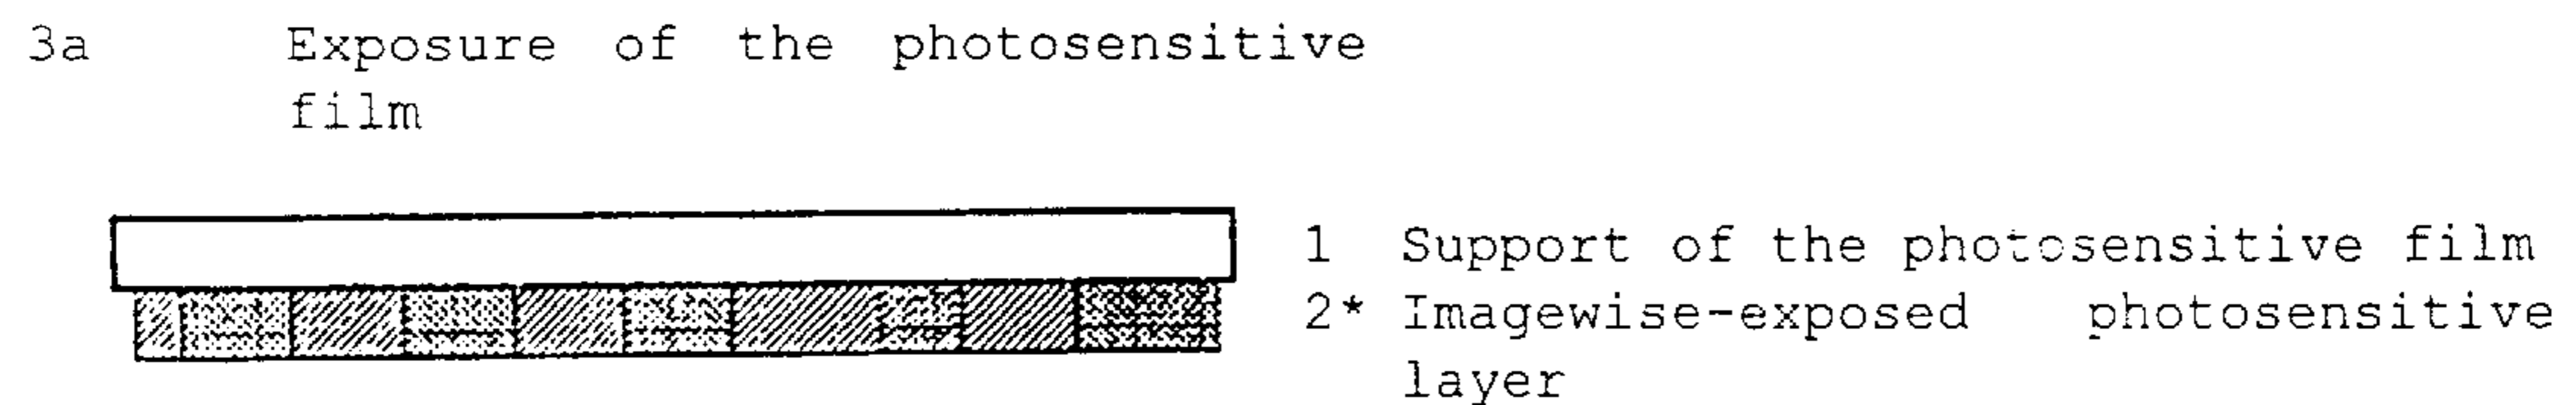 3a Exposure of the photosensitive
film
1 Support of the photosensitive film
2* Imagewise-exposed photosensitive
layer